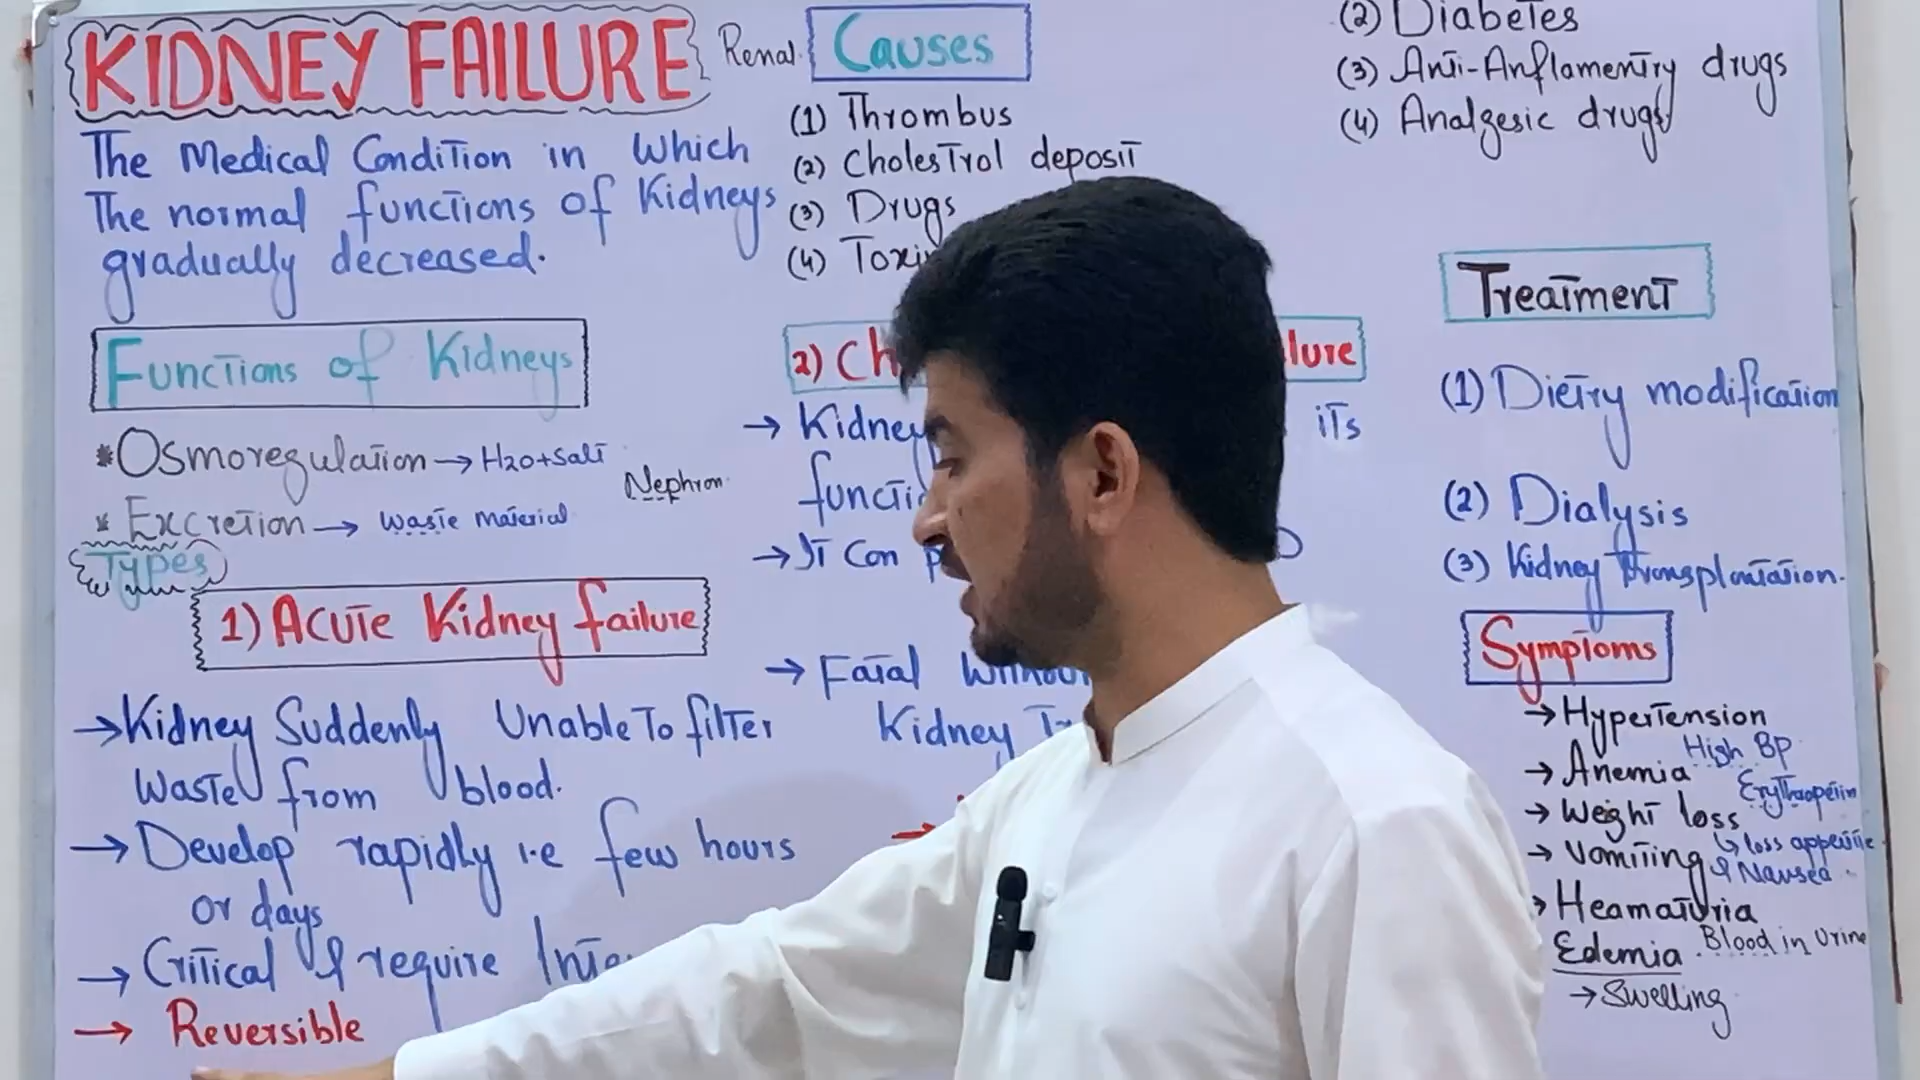 KIDNEY FAILURE
Renal
The Medical Condition in Which
The normal functions of Kidneys
gradually decreased.
Functions of Kidneys
*Osmoregulation → H2O+Salt
Nephron
* Excretion → Waste Material
Types
1) Acute Kidney failure
→ Kidney Suddenly Unable To filter
Waste from blood.
→ Develop rapidly i.e few hours
or days
→ Critical & require
→ Reversible
Causes
(1) Thrombus
(2) Cholestrol deposit
(3) Drugs
(4)
2)
→ Kidney its
→ It Can
→ Fatal Without
Kidney
→
(2) Diabetes
(3) Anti-Anflamentry drugs
(4) Analgesic drugs
Treatment
(1) Dietry modification
(2) Dialysis
(3) Kidney Transplantation.
Symptoms
→ Hypertension
High BP
→ Anemia
→ Weight loss
↳ loss appetite
→ Vomiting & Nausea
→ Heamaturia
Blood in Urine
Edemia
→ Swelling